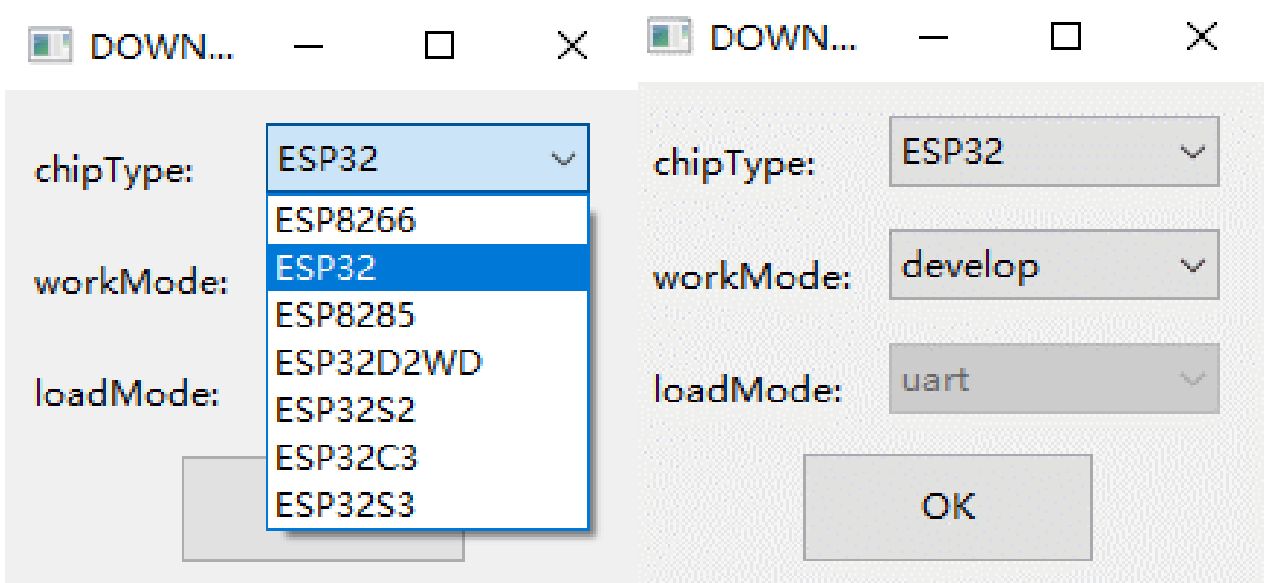 DOWN...
chipType:
ESP32
ESP8266
ESP32
ESP8285
ESP32D2WD
ESP32S2
ESP32C3
ESP32S3
workMode:
loadMode:
DOWN...
chipType:
ESP32
workMode:
develop
loadMode:
uart
OK